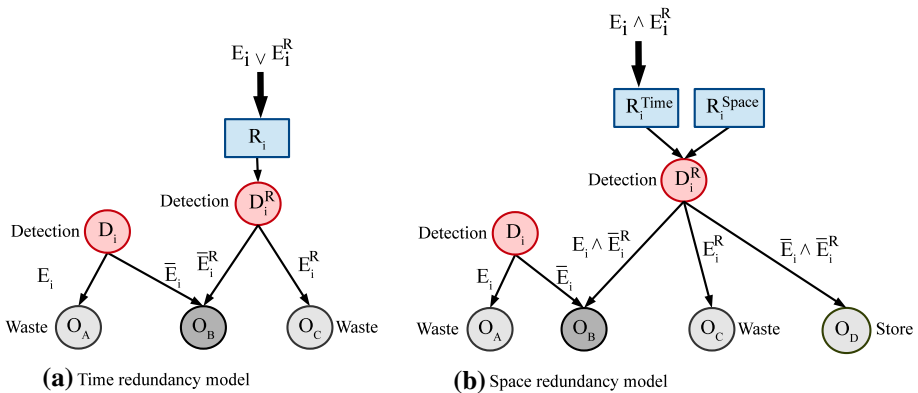 E_i ∨ E_i^R
R_i
Detection D_i^R
Detection D_i
E_i Ē_i Ē_i^R E_i^R
Waste O_A O_B O_C Waste
(a) Time redundancy model
E_i ∧ E_i^R
R_i^Time R_i^Space
Detection D_i^R
Detection D_i
E_i Ē_i E_i ∧ Ē_i^R E_i^R Ē_i ∧ Ē_i^R
Waste O_A O_B O_C Waste O_D Store
(b) Space redundancy model